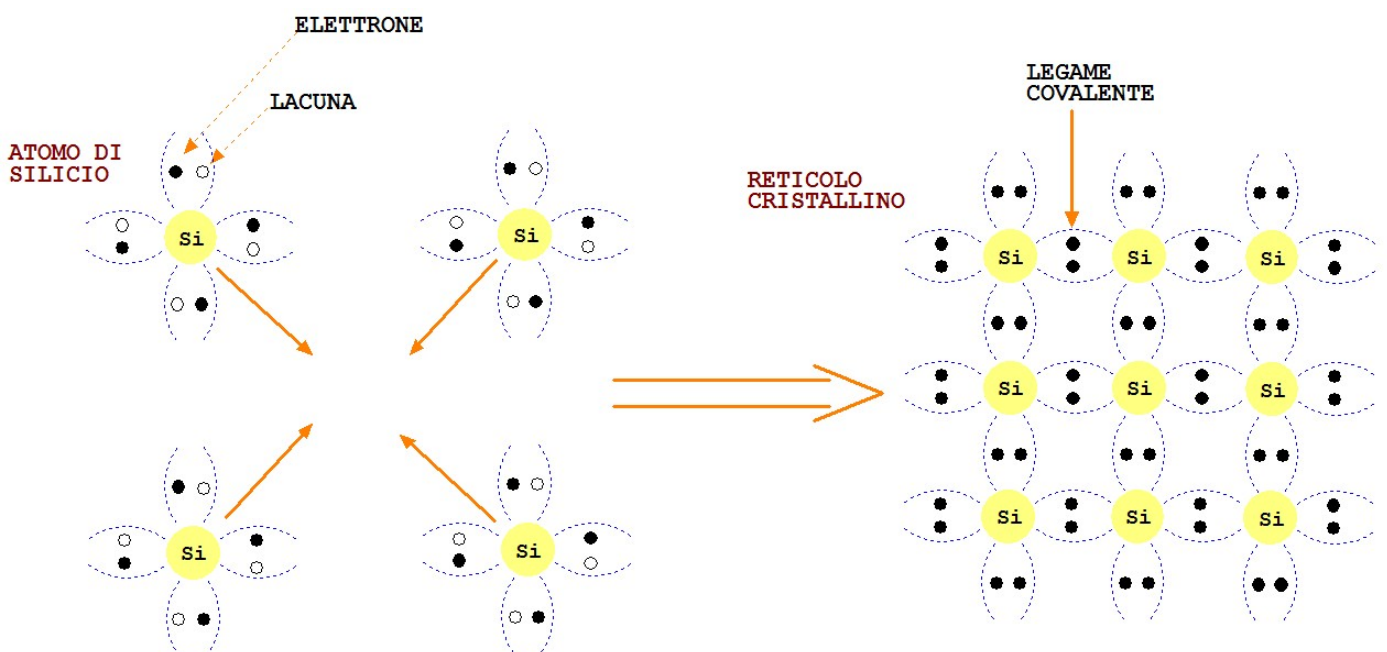 ELETTRONE
LACUNA
ATOMO DI
SILICIO
Si
Si
Si
Si
LEGAME
COVALENTE
RETICOLO
CRISTALLINO
Si
Si
Si
Si
Si
Si
Si
Si
Si